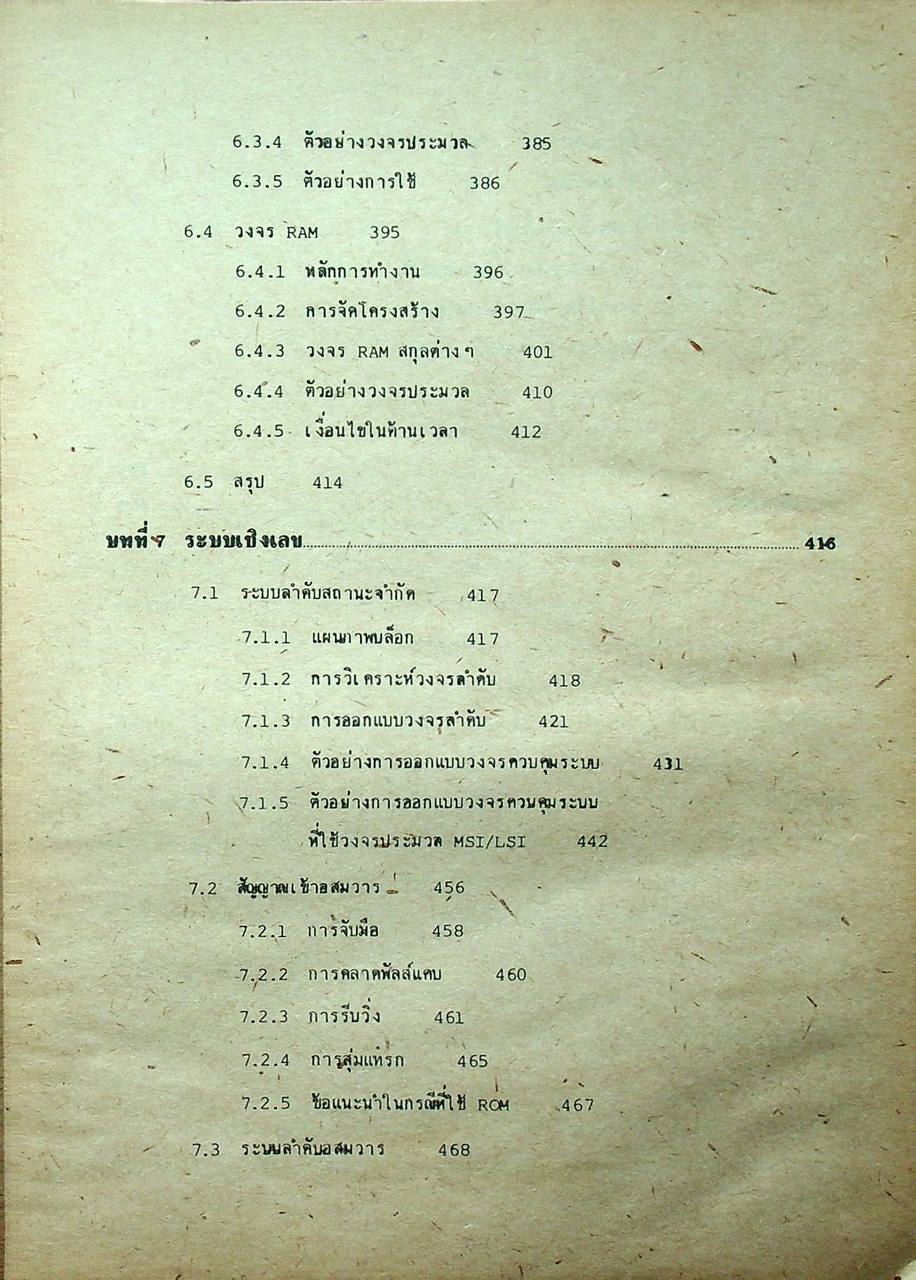 6.3.4 ตัวอย่างวงจรประมวล 385
6.3.5 ตัวอย่างการใช้ 386
6.4 วงจร RAM 395
6.4.1 หลักการทำงาน 396
6.4.2 การจัดโครงสร้าง 397
6.4.3 วงจร RAM สกุลต่างๆ 401
6.4.4 ตัวอย่างวงจรประมวล 410
6.4.5 เงื่อนไขในด้านเวลา 412
6.5 สรุป 414
บทที่ 7 ระบบเชิงเลข 416
7.1 ระบบลำดับสถานะจำกัด 417
7.1.1 แผนภาพบล็อก 417
7.1.2 การวิเคราะห์วงจรลำดับ 418
7.1.3 การออกแบบวงจรลำดับ 421
7.1.4 ตัวอย่างการออกแบบวงจรควบคุมระบบ 431
7.1.5 ตัวอย่างการออกแบบวงจรควบคุมระบบ
ที่ใช้วงจรประมวล MSI/LSI 442
7.2 สัญญาณเข้าอสมวาร 456
7.2.1 การจับมือ 458
7.2.2 การคลาดพัลส์แคบ 460
7.2.3 การรีบวิ่ง 461
7.2.4 การสุ่มแทรก 465
7.2.5 ข้อแนะนำในกรณีที่ใช้ ROM 467
7.3 ระบบลำดับอสมวาร 468